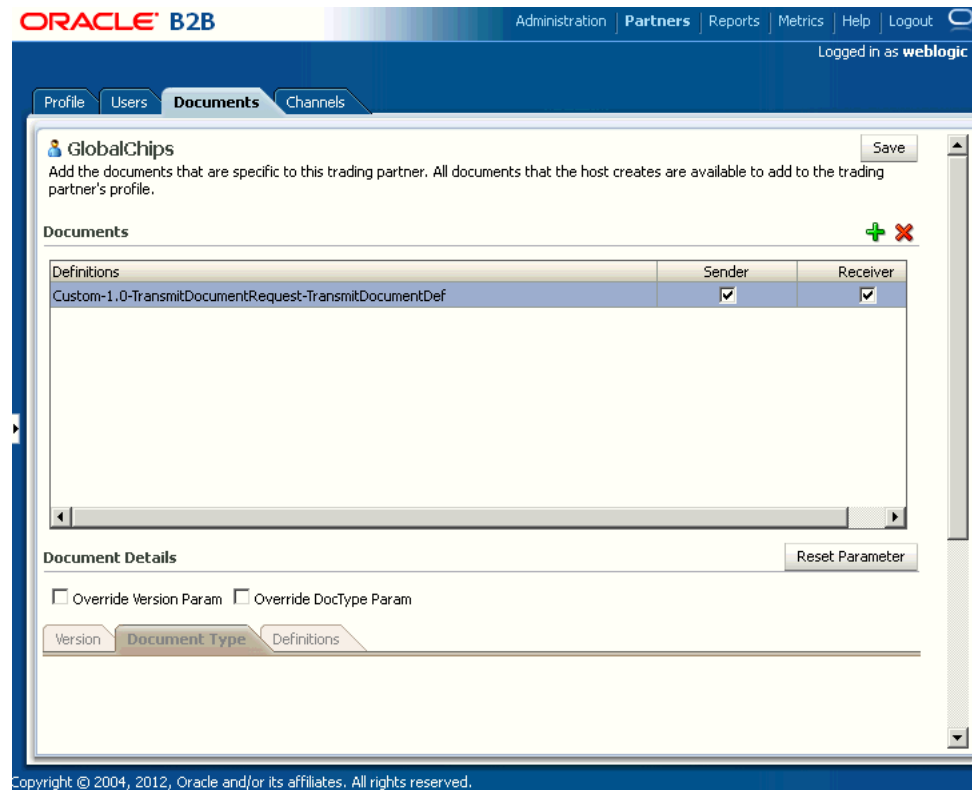 ORACLE B2B
Administration | Partners | Reports | Metrics | Help | Logout
Logged in as weblogic
Profile Users Documents Channels
GlobalChips Save
Add the documents that are specific to this trading partner. All documents that the host creates are available to add to the trading
partner's profile.
Documents
Definitions Sender Receiver
Custom-1.0-TransmitDocumentRequest-TransmitDocumentDef
Document Details Reset Parameter
Override Version Param Override DocType Param
Version Document Type Definitions
Copyright © 2004, 2012, Oracle and/or its affiliates. All rights reserved.